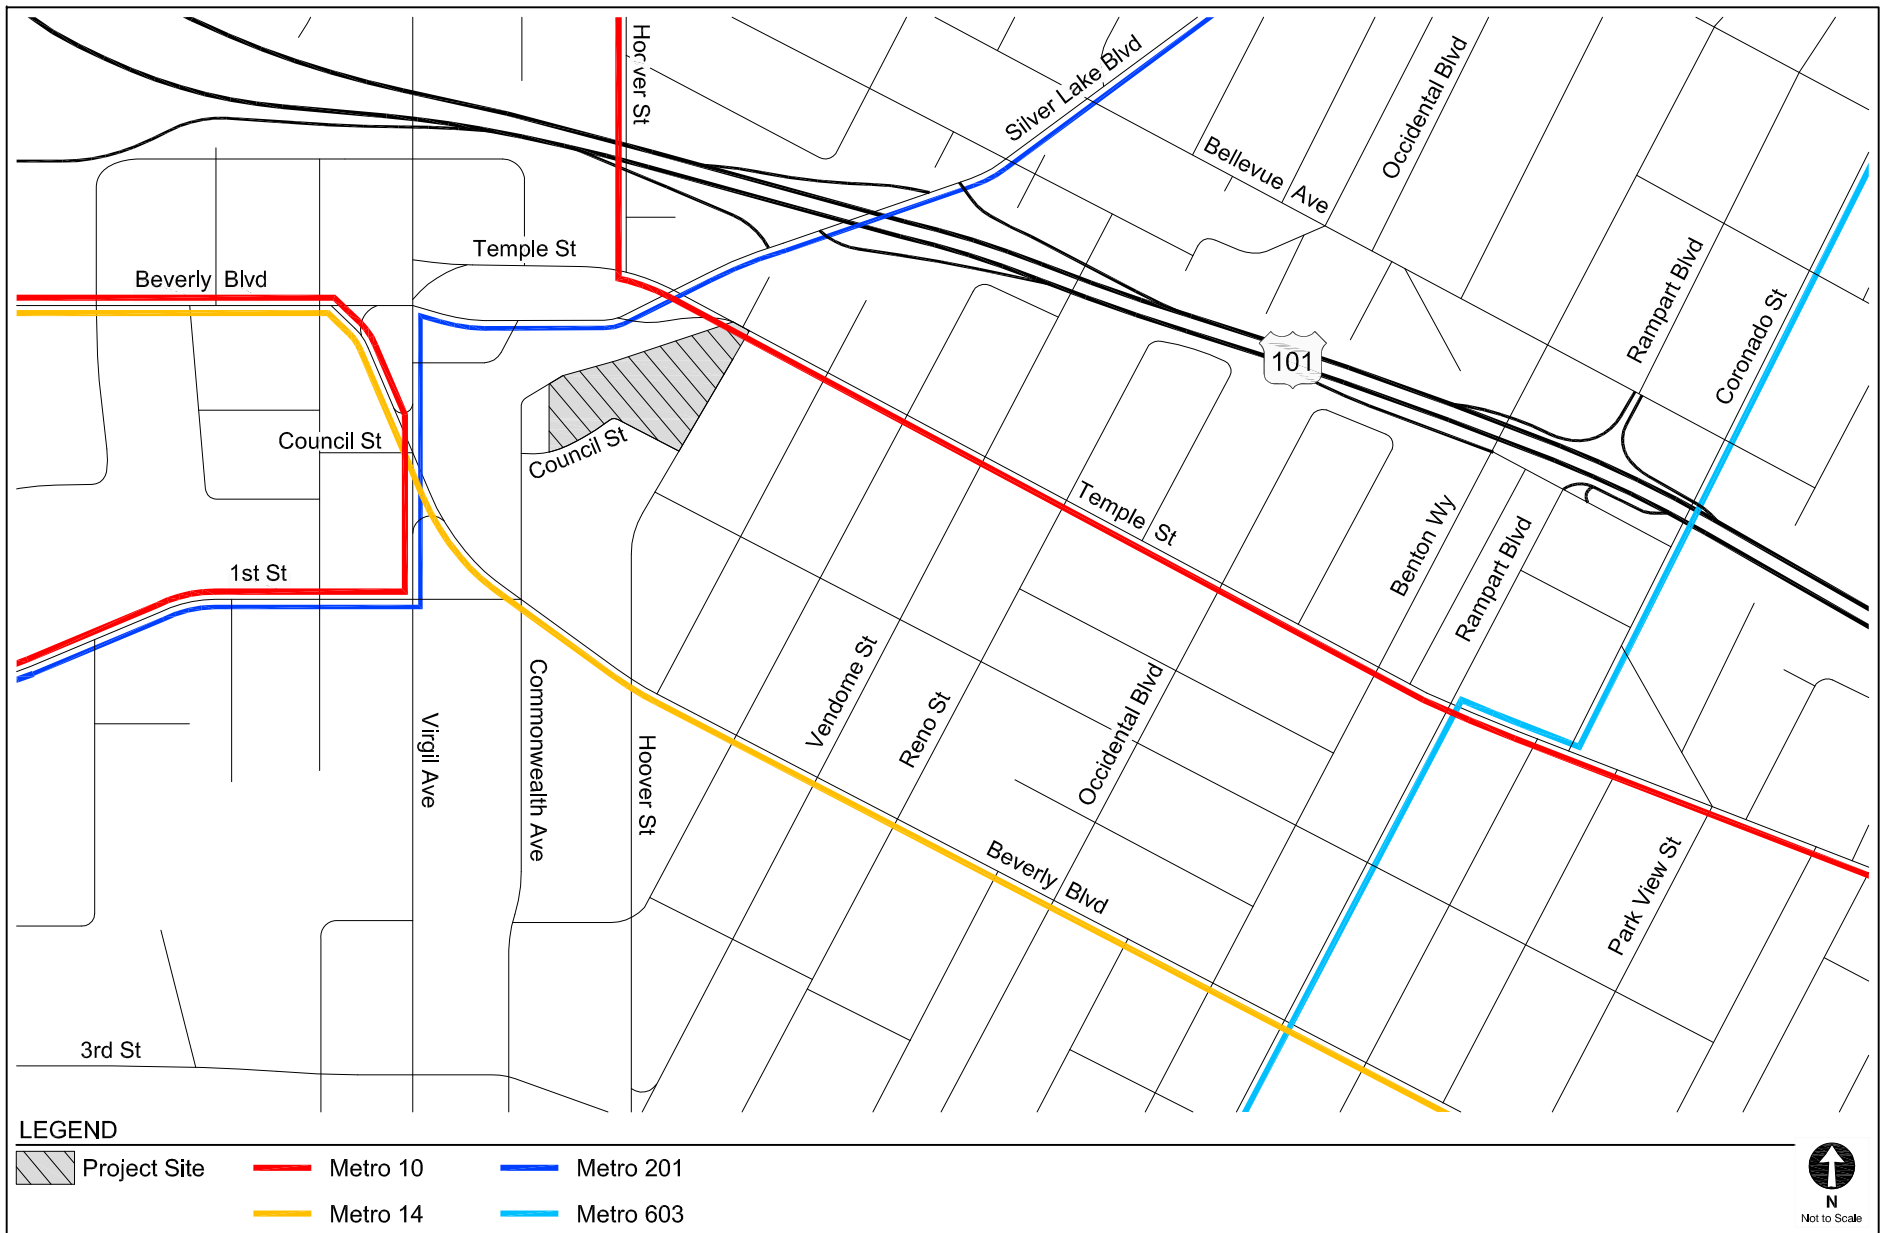 Hoover St
Silver Lake Blvd
Occidental Blvd
Bellevue Ave
Temple St
Beverly Blvd
Rampart Blvd
Coronado St
101
Council St
Council St
Temple St
Benton Wy
Rampart Blvd
1st St
Vendome St
Reno St
Occidental Blvd
Commonwealth Ave
Virgil Ave
Hoover St
Beverly Blvd
Park View St
3rd St
LEGEND
Project Site
Metro 10
Metro 201
Metro 14
Metro 603
N
Not to Scale